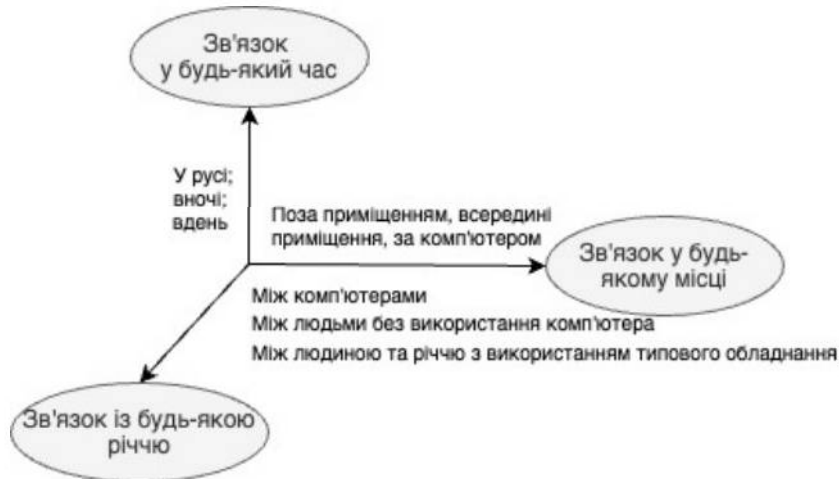 Зв'язок
у будь-який час
У русі;
вночі;
вдень
Поза приміщенням, всередині
приміщення, за комп'ютером
Зв'язок у будь-
якому місці
Між комп'ютерами
Між людьми без використання комп'ютера
Між людиною та річчю з використанням типового обладнання
Зв'язок із будь-якою
річчю